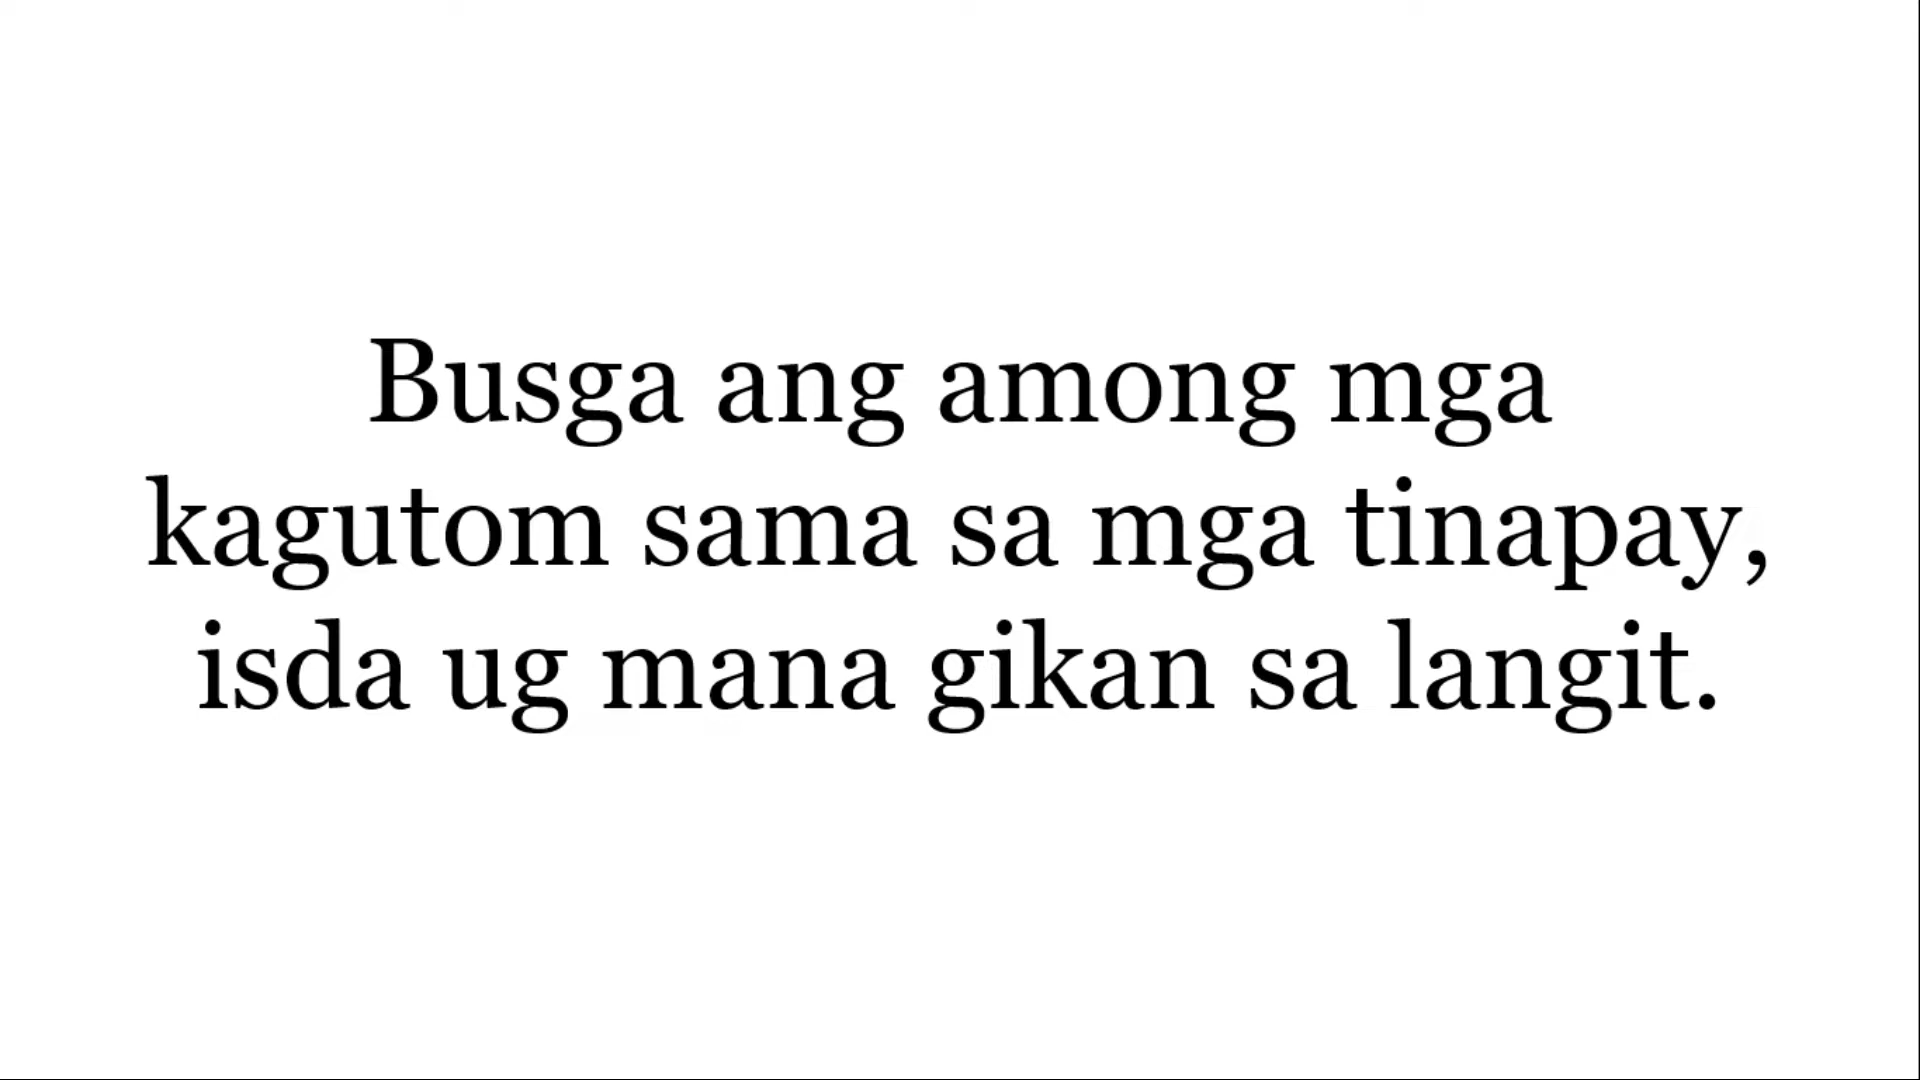 Busga ang among mga
kagutom sama sa mga tinapay,
isda ug mana gikan sa langit.